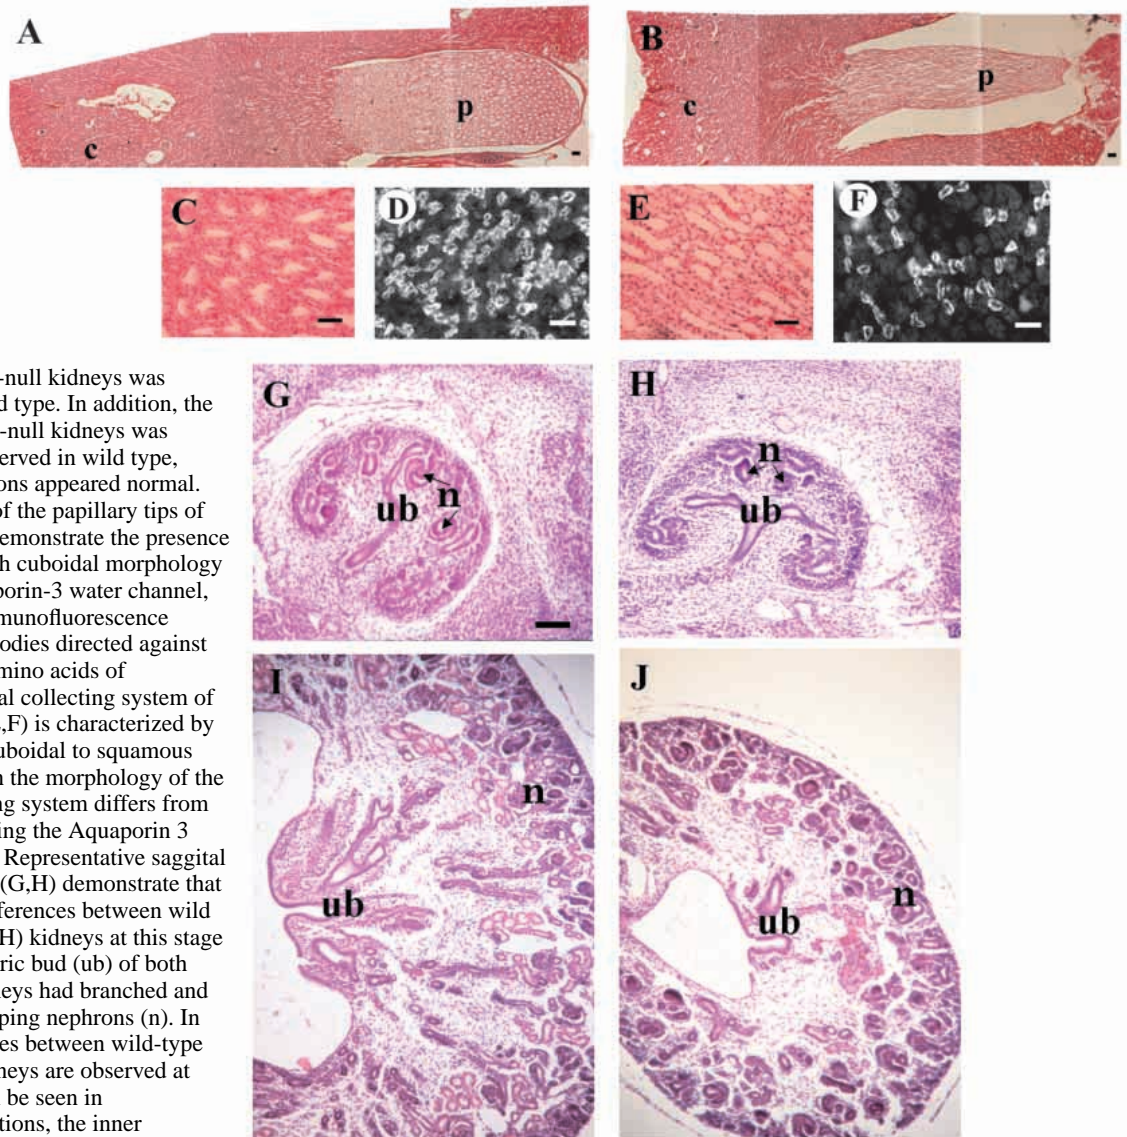 A
c
p
B
c
p
C
D
E
F
-null kidneys was
d type. In addition, the
-null kidneys was
erved in wild type,
ons appeared normal.
of the papillary tips of
emonstrate the presence
h cuboidal morphology
porin-3 water channel,
munofluorescence
odies directed against
mino acids of
al collecting system of
,F) is characterized by
uboidal to squamous
n the morphology of the
ng system differs from
ing the Aquaporin 3
Representative saggital
(G,H) demonstrate that
fferences between wild
H) kidneys at this stage
ric bud (ub) of both
neys had branched and
ping nephrons (n). In
es between wild-type
neys are observed at
be seen in
tions, the inner
G
ub
n
H
n
ub
I
ub
n
J
ub
n